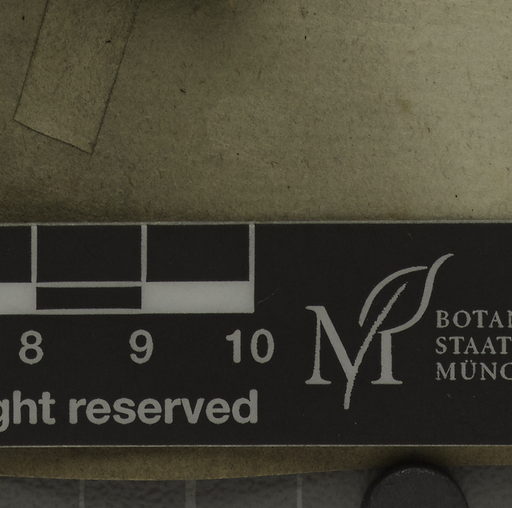 8 9 10
ght reserved
M
BOTAN
STAAT
MÜNC